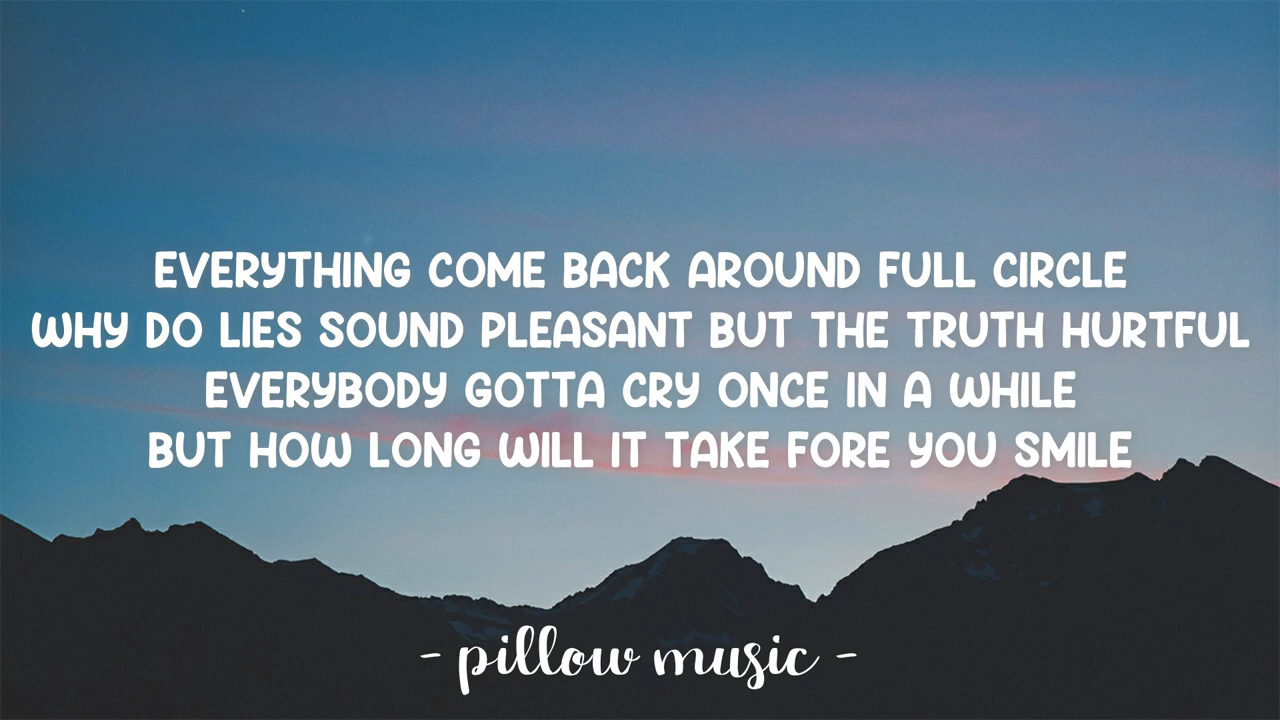 EVERYTHING COME BACK AROUND FULL CIRCLE
WHY DO LIES SOUND PLEASANT BUT THE TRUTH HURTFUL
EVERYBODY GOTTA CRY ONCE IN A WHILE
BUT HOW LONG WILL IT TAKE FORE YOU SMILE
- pillow music -